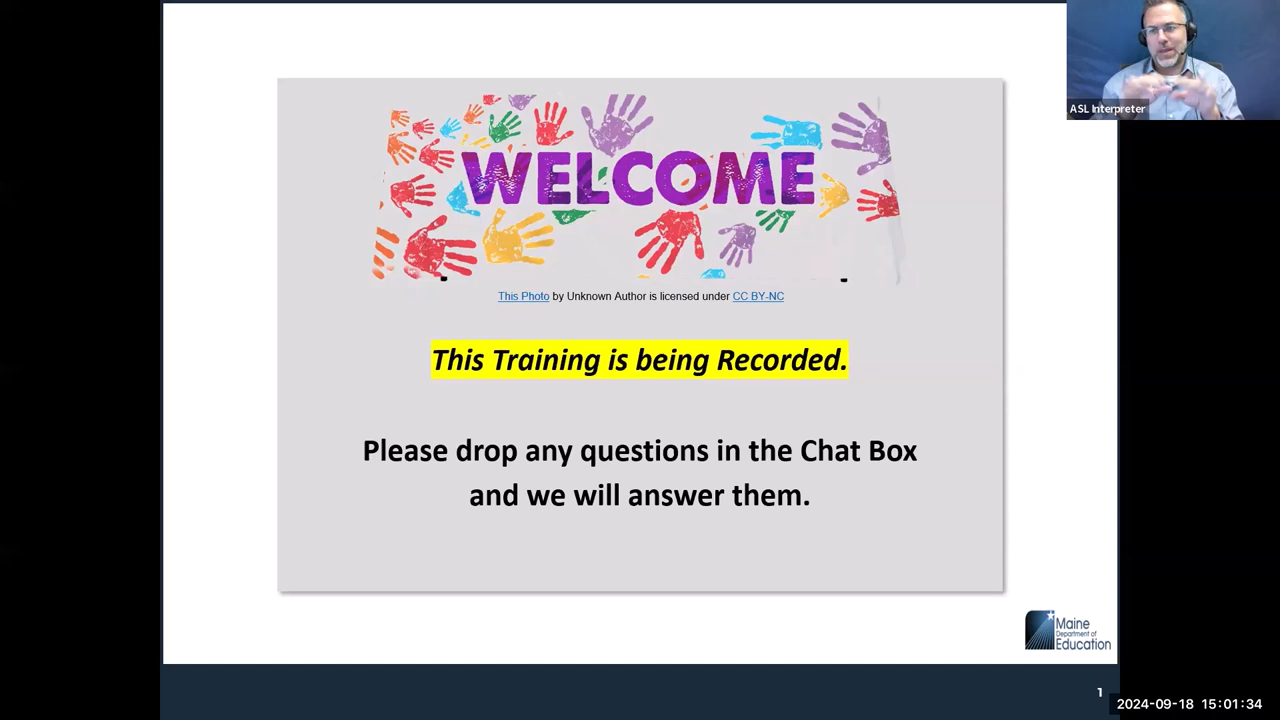 ASL Interpreter
WELCOME
This Photo by Unknown Author is licensed under CC BY-NC
This Training is being Recorded.
Please drop any questions in the Chat Box
and we will answer them.
Maine
Department of
Education
1
2024-09-18 15:01:34